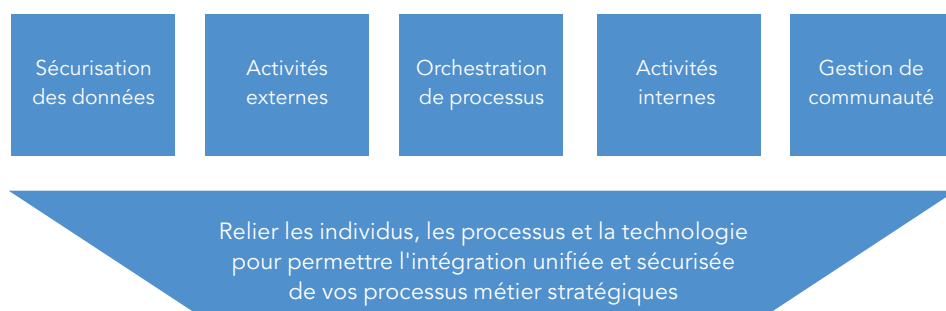 Sécurisation
des données
Activités
externes
Orchestration
de processus
Activités
internes
Gestion de
communauté
Relier les individus, les processus et la technologie
pour permettre l'intégration unifiée et sécurisée
de vos processus métier stratégiques